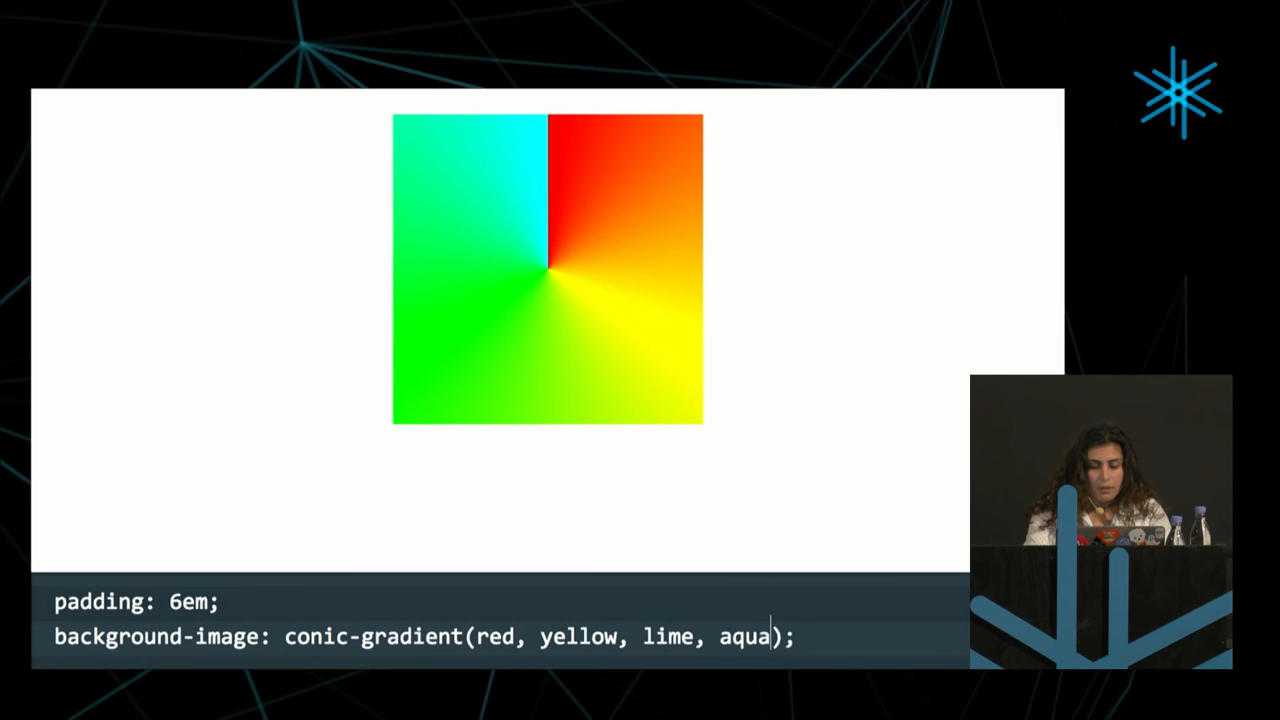 padding: 6em;
background-image: conic-gradient(red, yellow, lime, aqua);